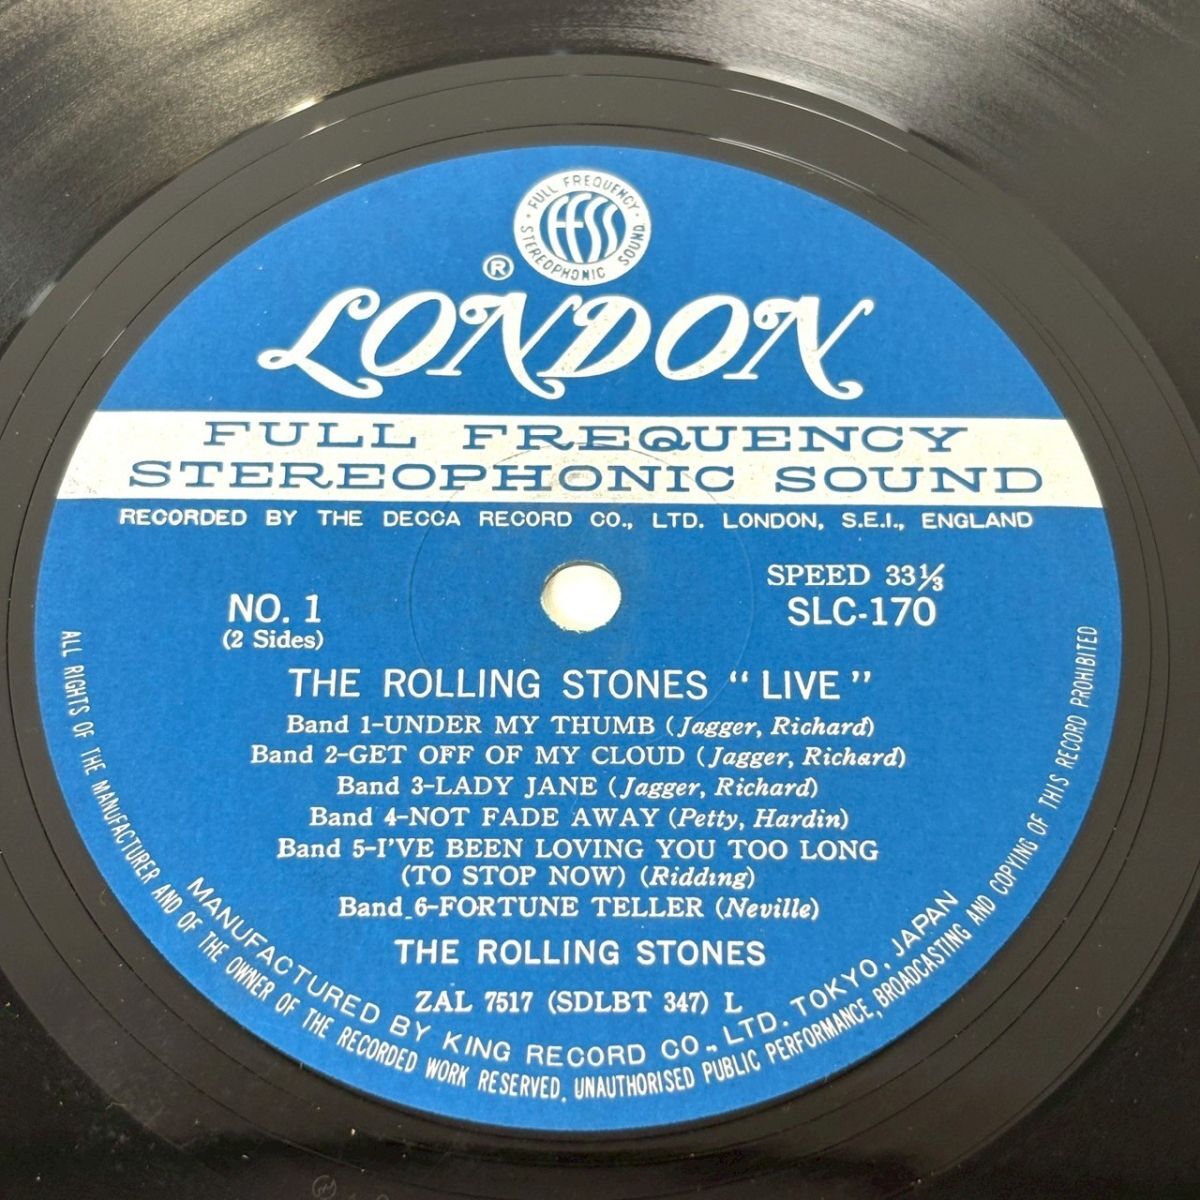 FULL FREQUENCY
ffss
STEREOPHONIC SOUND
®
LONDON
FULL FREQUENCY
STEREOPHONIC SOUND
RECORDED BY THE DECCA RECORD CO., LTD. LONDON, S.E.I., ENGLAND
SPEED 33⅓
NO. 1
SLC-170
(2 Sides)
THE ROLLING STONES “ LIVE ”
Band 1-UNDER MY THUMB (Jagger, Richard)
Band 2-GET OFF OF MY CLOUD (Jagger, Richard)
Band 3-LADY JANE (Jagger, Richard)
Band 4-NOT FADE AWAY (Petty, Hardin)
Band 5-I'VE BEEN LOVING YOU TOO LONG
(TO STOP NOW) (Ridding)
Band 6-FORTUNE TELLER (Neville)
THE ROLLING STONES
ZAL 7517 (SDLBT 347) L
MANUFACTURED BY KING RECORD CO., LTD. TOKYO, JAPAN
ALL RIGHTS OF THE MANUFACTURER AND OF THE OWNER OF THE RECORDED WORK RESERVED. UNAUTHORISED PUBLIC PERFORMANCE, BROADCASTING AND COPYING OF THIS RECORD PROHIBITED